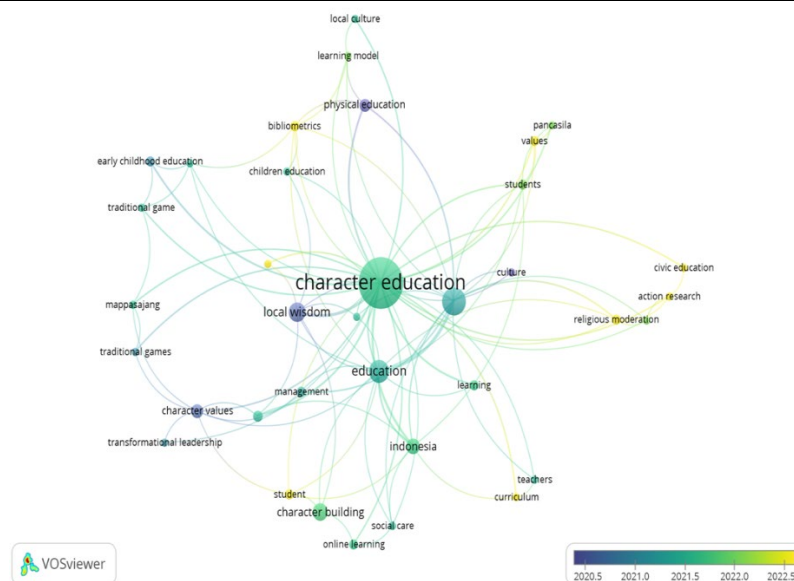 local culture
learning model
physical education
bibliometrics
pancasila
values
early childhood education
children education
students
traditional game
culture
civic education
character education
action research
mappasajang
local wisdom
religious moderation
traditional games
education
learning
management
character values
transformational leadership
indonesia
teachers
student
curriculum
character building
social care
online learning
VOSviewer
2020.5 2021.0 2021.5 2022.0 2022.5